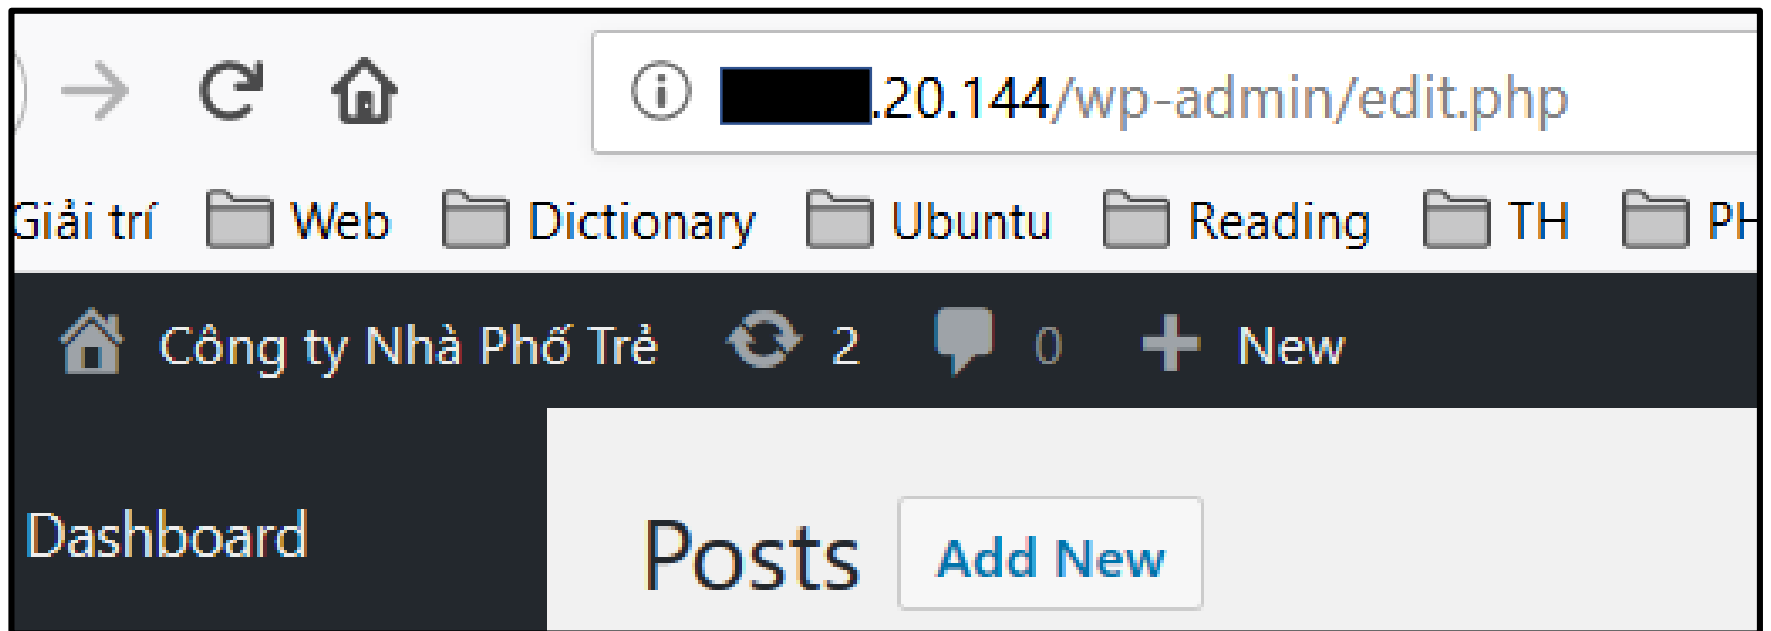 .20.144/wp-admin/edit.php
Giải trí Web Dictionary Ubuntu Reading TH PH
Công ty Nhà Phố Trẻ 2 0 + New
Dashboard
Posts Add New